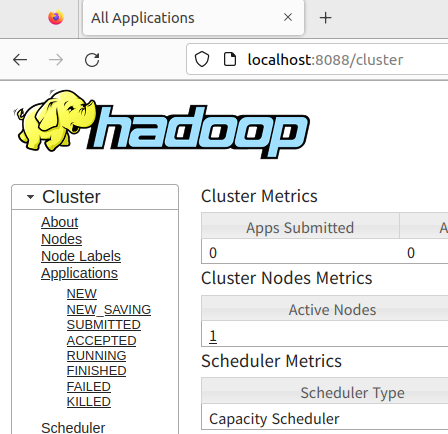 All Applications
localhost:8088/cluster
hadoop
Cluster
About
Nodes
Node Labels
Applications
NEW
NEW_SAVING
SUBMITTED
ACCEPTED
RUNNING
FINISHED
FAILED
KILLED
Scheduler
Cluster Metrics
Apps Submitted A
0 0
Cluster Nodes Metrics
Active Nodes
1
Scheduler Metrics
Scheduler Type
Capacity Scheduler